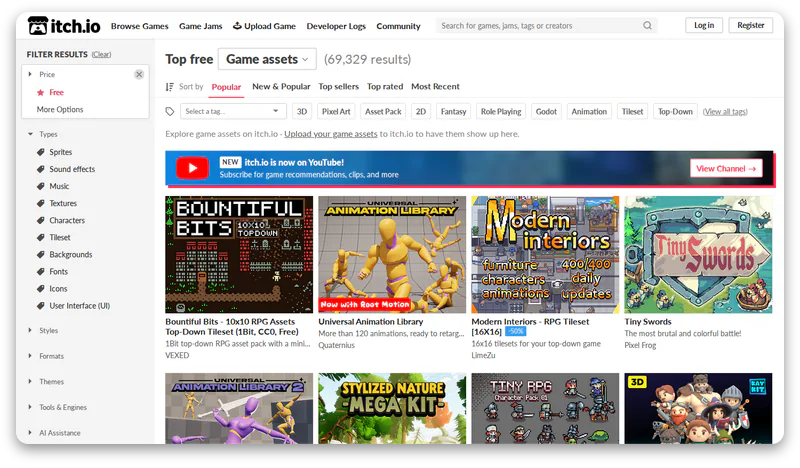 itch.io Browse Games Game Jams Upload Game Developer Logs Community Search for games, jams, tags or creators Log in Register
FILTER RESULTS (Clear)
Price
Free
More Options
Types
Sprites
Sound effects
Music
Textures
Characters
Tileset
Backgrounds
Fonts
Icons
User Interface (UI)
Styles
Formats
Themes
Tools & Engines
AI Assistance
Top free Game assets (69,329 results)
Sort by Popular New & Popular Top sellers Top rated Most Recent
Select a tag... 3D Pixel Art Asset Pack 2D Fantasy Role Playing Godot Animation Tileset Top-Down (View all tags)
Explore game assets on itch.io · Upload your game assets to itch.io to have them show up here.
NEW itch.io is now on YouTube!
Subscribe for game recommendations, clips, and more
View Channel →
BOUNTIFUL
BITS 10X10
TOPDOWN
Bountiful Bits - 10x10 RPG Assets
Top-Down Tileset (1Bit, CC0, Free)
1Bit top-down RPG asset pack with a mini...
VEXED
UNIVERSAL
ANIMATION LIBRARY
Now with Root Motion
Universal Animation Library
More than 120 animations, ready to retarg...
Quaternius
Modern
interiors
furniture
characters
animations
400/400
daily
updates
Modern Interiors - RPG Tileset
[16X16] -50%
16x16 tilesets for your top-down game
LimeZu
Tiny
Swords
Tiny Swords
The most brutal and colorful battle!
Pixel Frog
UNIVERSAL
ANIMATION LIBRARY 2
STYLIZED NATURE
MEGA KIT
TINY RPG
Character Pack 01
3D
KAY
KIT